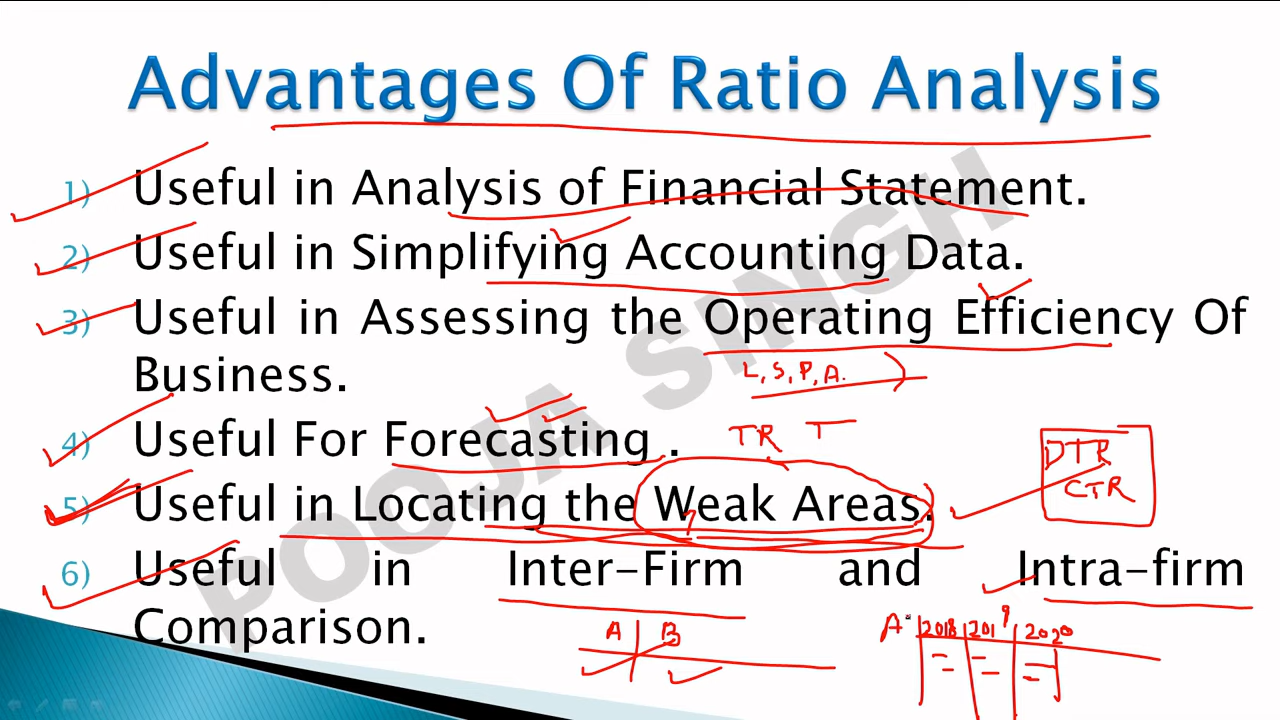 Advantages Of Ratio Analysis
1) Useful in Analysis of Financial Statement.
2) Useful in Simplifying Accounting Data.
3) Useful in Assessing the Operating Efficiency Of
Business.
L, S, P, A.
4) Useful For Forecasting .
TR T
DTR
CTR
5) Useful in Locating the Weak Areas.
6) Useful in Inter-Firm and Intra-firm
Comparison.
A B
A 2018 2019 2020
POOJA SINGH